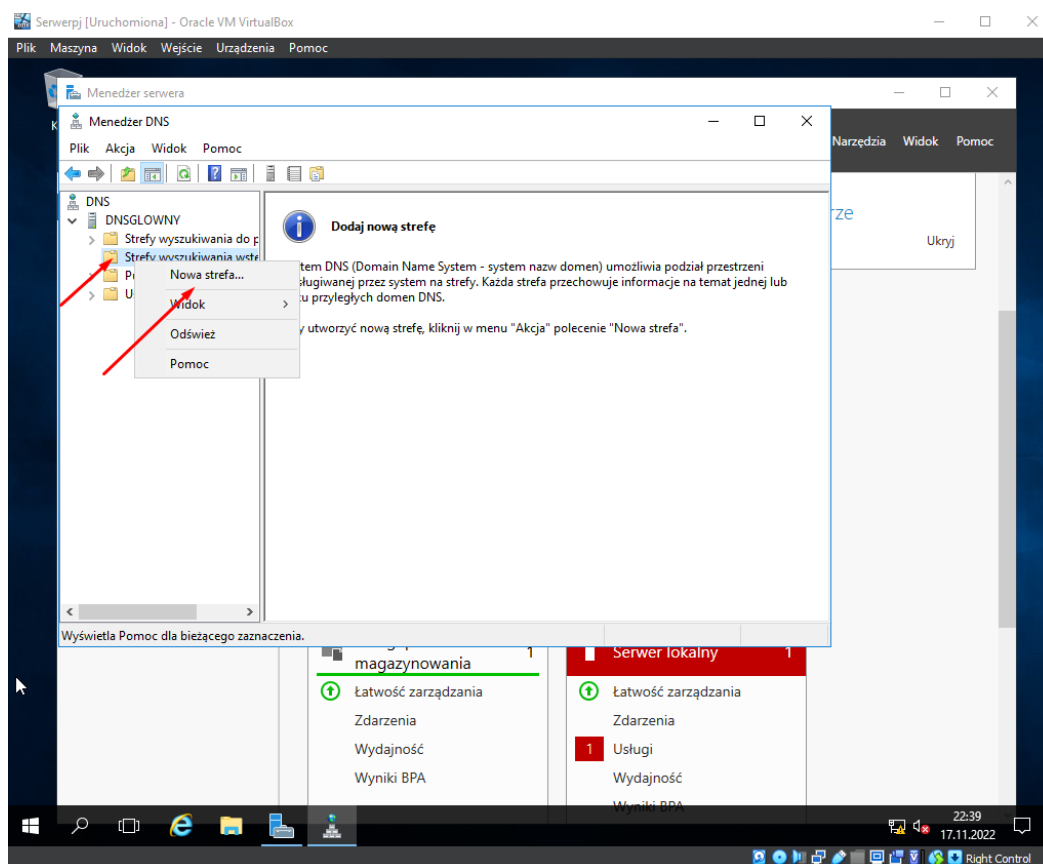 Serwerpj [Uruchomiona] - Oracle VM VirtualBox
Plik Maszyna Widok Wejście Urządzenia Pomoc
Menedżer serwera
Menedżer DNS
Narzędzia Widok Pomoc
Plik Akcja Widok Pomoc
DNS
DNSGLOWNY
Strefy wyszukiwania do p
Strefy wyszukiwania wste
P
U
Nowa strefa...
Widok
Odśwież
Pomoc
Dodaj nową strefę
tem DNS (Domain Name System - system nazw domen) umożliwia podział przestrzeni
ługiwanej przez system na strefy. Każda strefa przechowuje informacje na temat jednej lub
u przyległych domen DNS.
y utworzyć nową strefę, kliknij w menu "Akcja" polecenie "Nowa strefa".
rze
Ukryj
Wyświetla Pomoc dla bieżącego zaznaczenia.
magazynowania 1
Łatwość zarządzania
Zdarzenia
Wydajność
Wyniki BPA
Serwer lokalny 1
Łatwość zarządzania
Zdarzenia
1 Usługi
Wydajność
Wyniki BPA
22:39
17.11.2022
Right Control